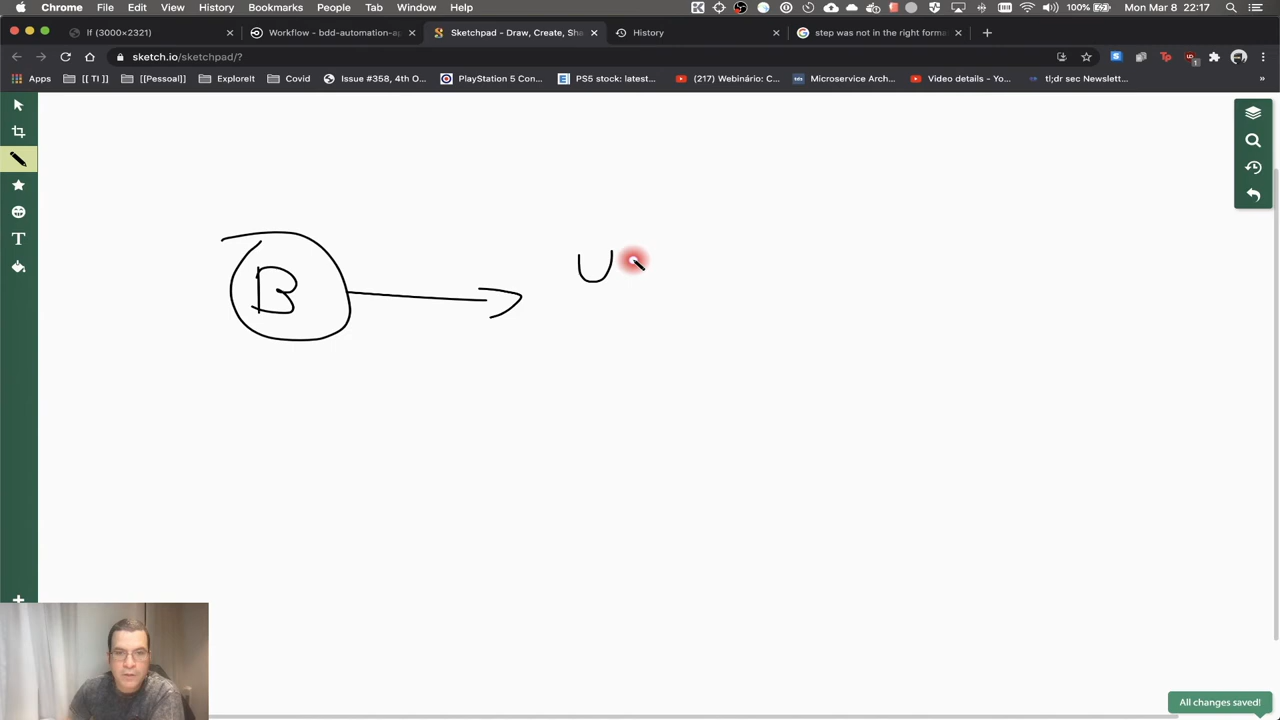 Chrome File Edit View History Bookmarks People Tab Window Help 100% Mon Mar 8 22:17
lf (3000×2321) Workflow - bdd-automation-ap Sketchpad - Draw, Create, Sha History step was not in the right forma
sketch.io/sketchpad/?
Apps [[ TI ]] [[Pessoal]] ExploreIt Covid Issue #358, 4th O... PlayStation 5 Con... PS5 stock: latest... (217) Webinário: C... Microservice Arch... Video details - Yo... tl;dr sec Newslett... »
T
B U
All changes saved!